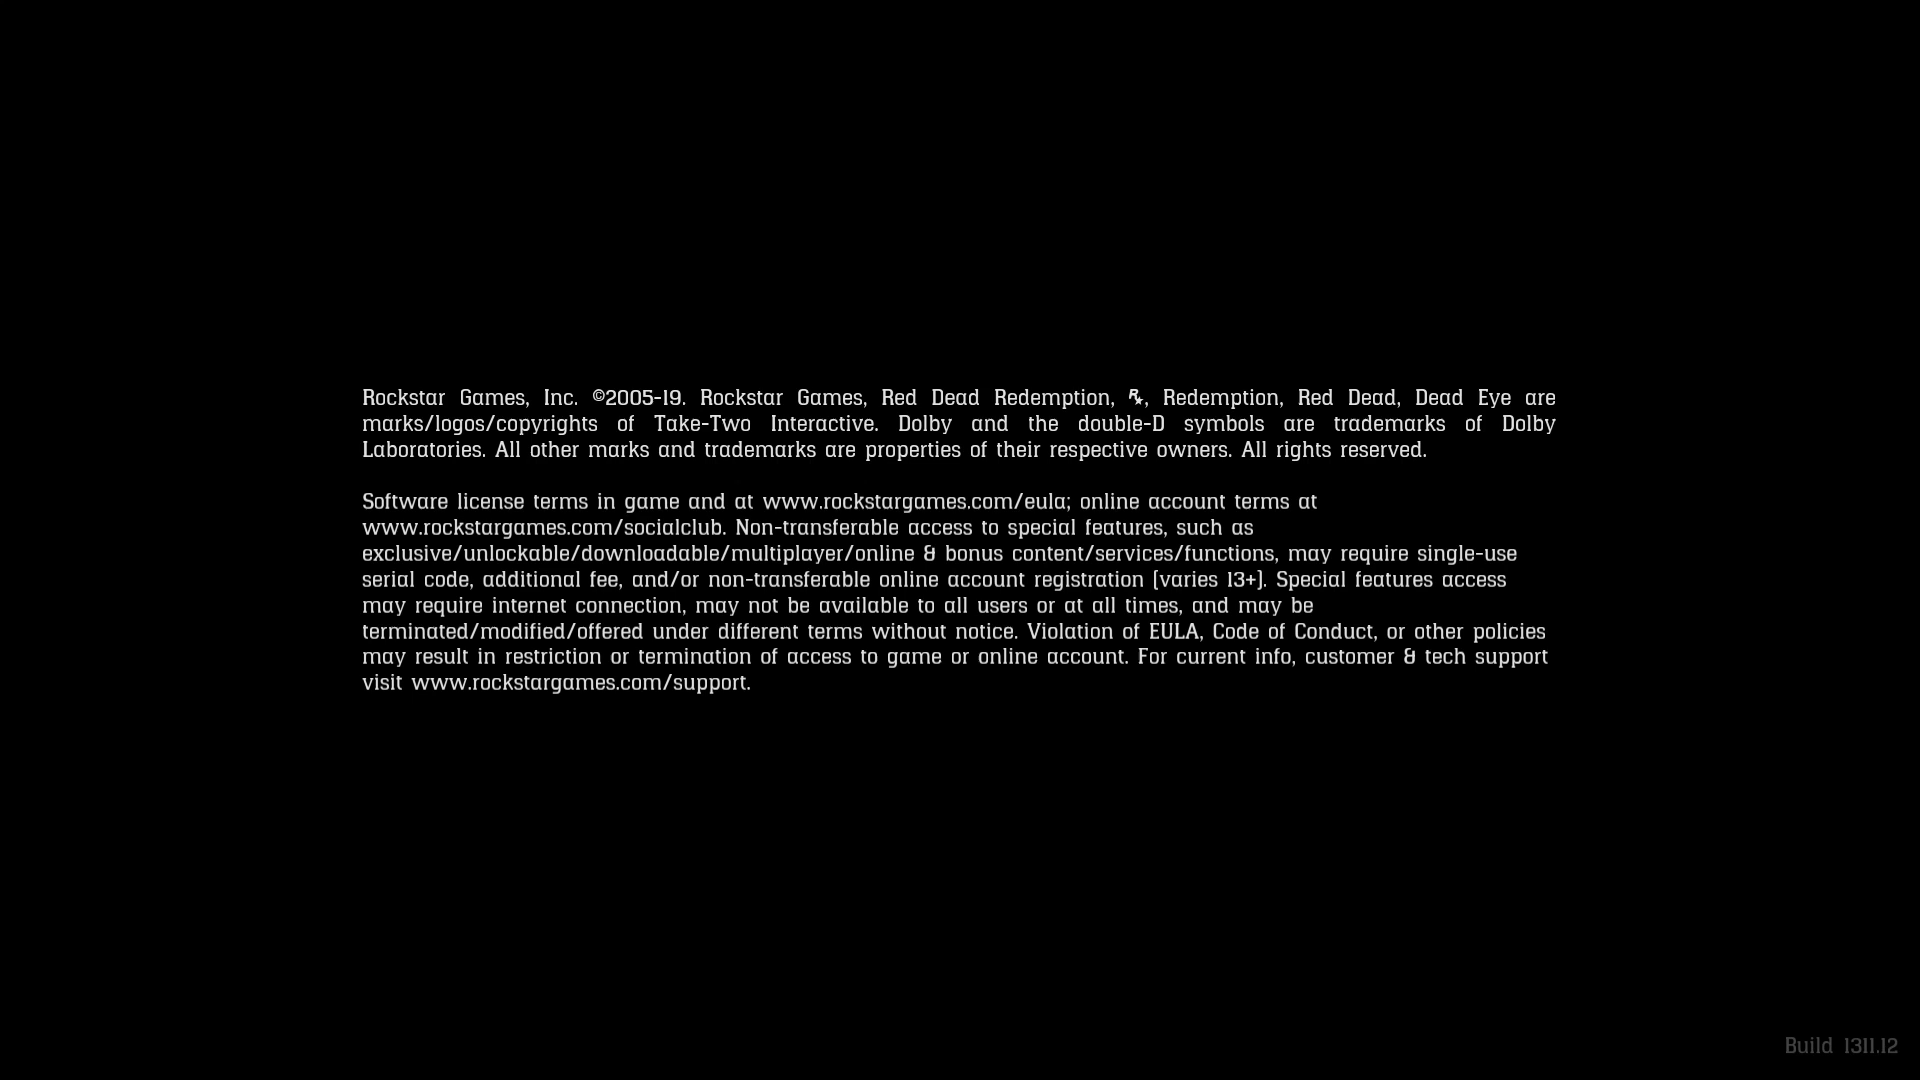 Rockstar Games, Inc. ©2005-19. Rockstar Games, Red Dead Redemption, R★, Redemption, Red Dead, Dead Eye are
marks/logos/copyrights of Take-Two Interactive. Dolby and the double-D symbols are trademarks of Dolby
Laboratories. All other marks and trademarks are properties of their respective owners. All rights reserved.
Software license terms in game and at www.rockstargames.com/eula; online account terms at
www.rockstargames.com/socialclub. Non-transferable access to special features, such as
exclusive/unlockable/downloadable/multiplayer/online & bonus content/services/functions, may require single-use
serial code, additional fee, and/or non-transferable online account registration (varies 13+). Special features access
may require internet connection, may not be available to all users or at all times, and may be
terminated/modified/offered under different terms without notice. Violation of EULA, Code of Conduct, or other policies
may result in restriction or termination of access to game or online account. For current info, customer & tech support
visit www.rockstargames.com/support.
Build 1311.12